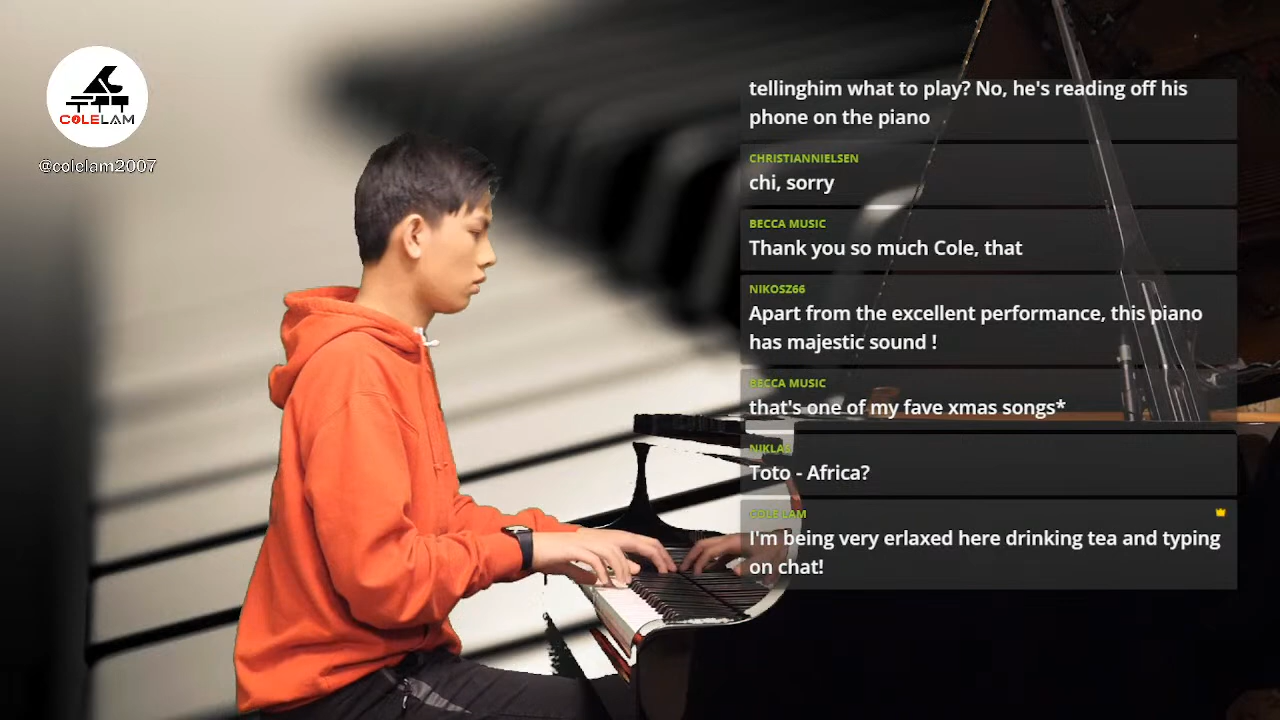 COLELAM
@colelam2007
tellinghim what to play? No, he's reading off his
phone on the piano
CHRISTIANNIELSEN
chi, sorry
BECCA MUSIC
Thank you so much Cole, that
NIKOSZ66
Apart from the excellent performance, this piano
has majestic sound !
BECCA MUSIC
that's one of my fave xmas songs*
NIKLAS
Toto - Africa?
COLE LAM
I'm being very erlaxed here drinking tea and typing
on chat!